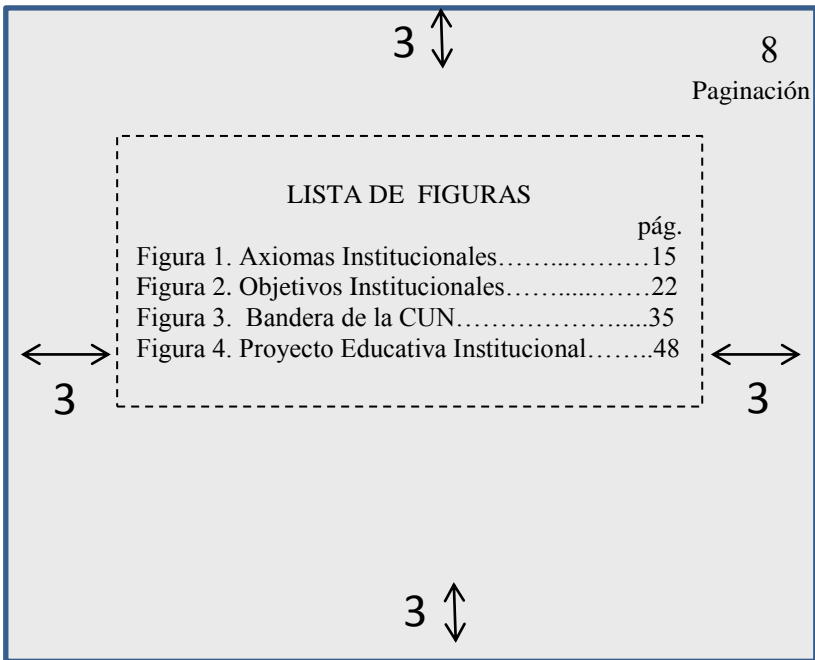 3
8
Paginación
LISTA DE  FIGURAS
pág.
Figura 1. Axiomas Institucionales……...………15
Figura 2. Objetivos Institucionales……......……22
Figura 3.  Bandera de la CUN……………….....35
Figura 4. Proyecto Educativa Institucional……..48
3
3
3